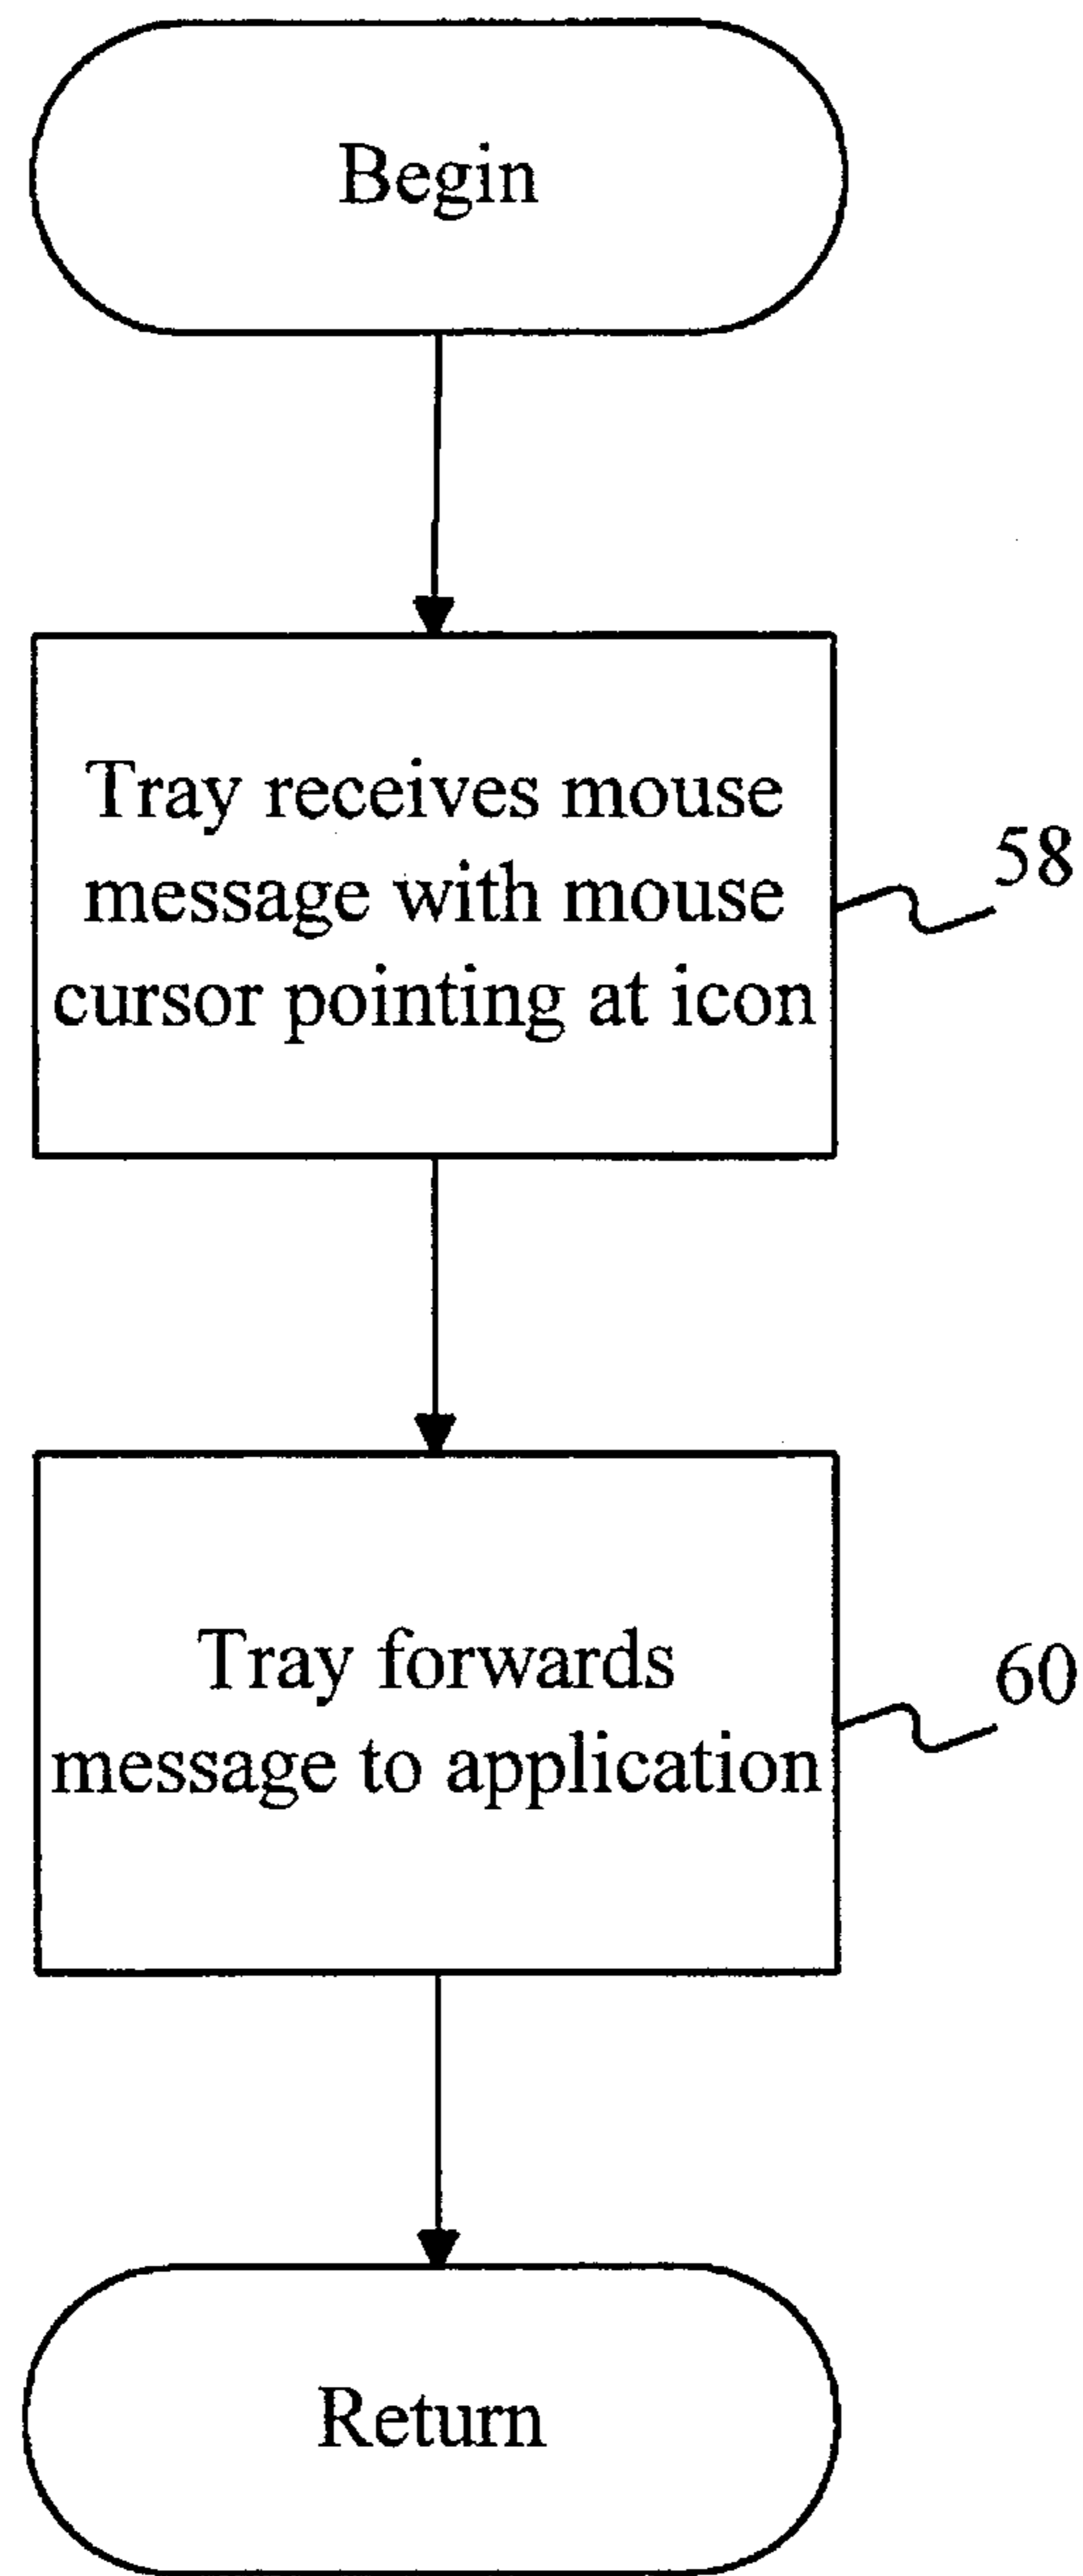 Begin
Tray receives mouse
message with mouse
cursor pointing at icon
58
Tray forwards
message to application
60
Return